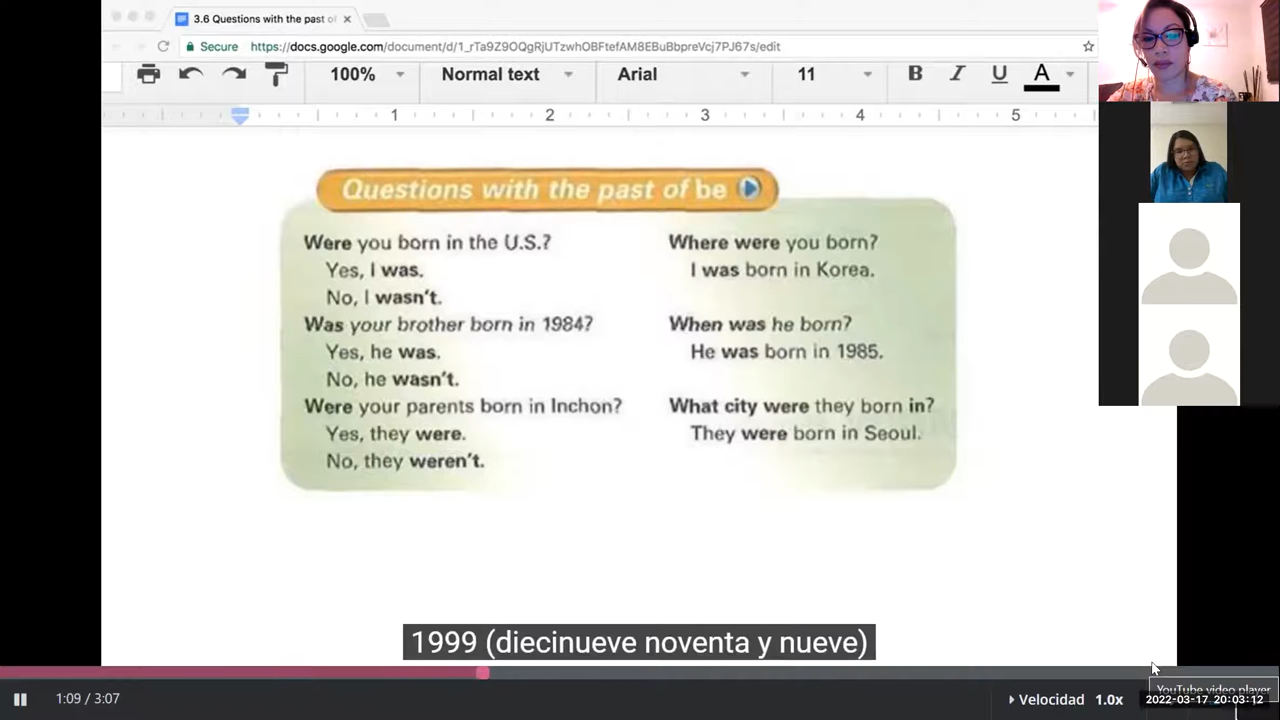 3.6 Questions with the past of
Secure https://docs.google.com/document/d/1_rTa9Z9OQgRjUTzwhOBFtefAM8EBuBbpreVcj7PJ67s/edit
100% Normal text Arial 11 B I U A
1 2 3 4 5
Questions with the past of be
Were you born in the U.S.?
Yes, I was.
No, I wasn't.
Was your brother born in 1984?
Yes, he was.
No, he wasn't.
Were your parents born in Inchon?
Yes, they were.
No, they weren't.
Where were you born?
I was born in Korea.
When was he born?
He was born in 1985.
What city were they born in?
They were born in Seoul.
1999 (diecinueve noventa y nueve)
1:09 / 3:07
Velocidad 1.0x
YouTube video player
2022-03-17 20:03:12